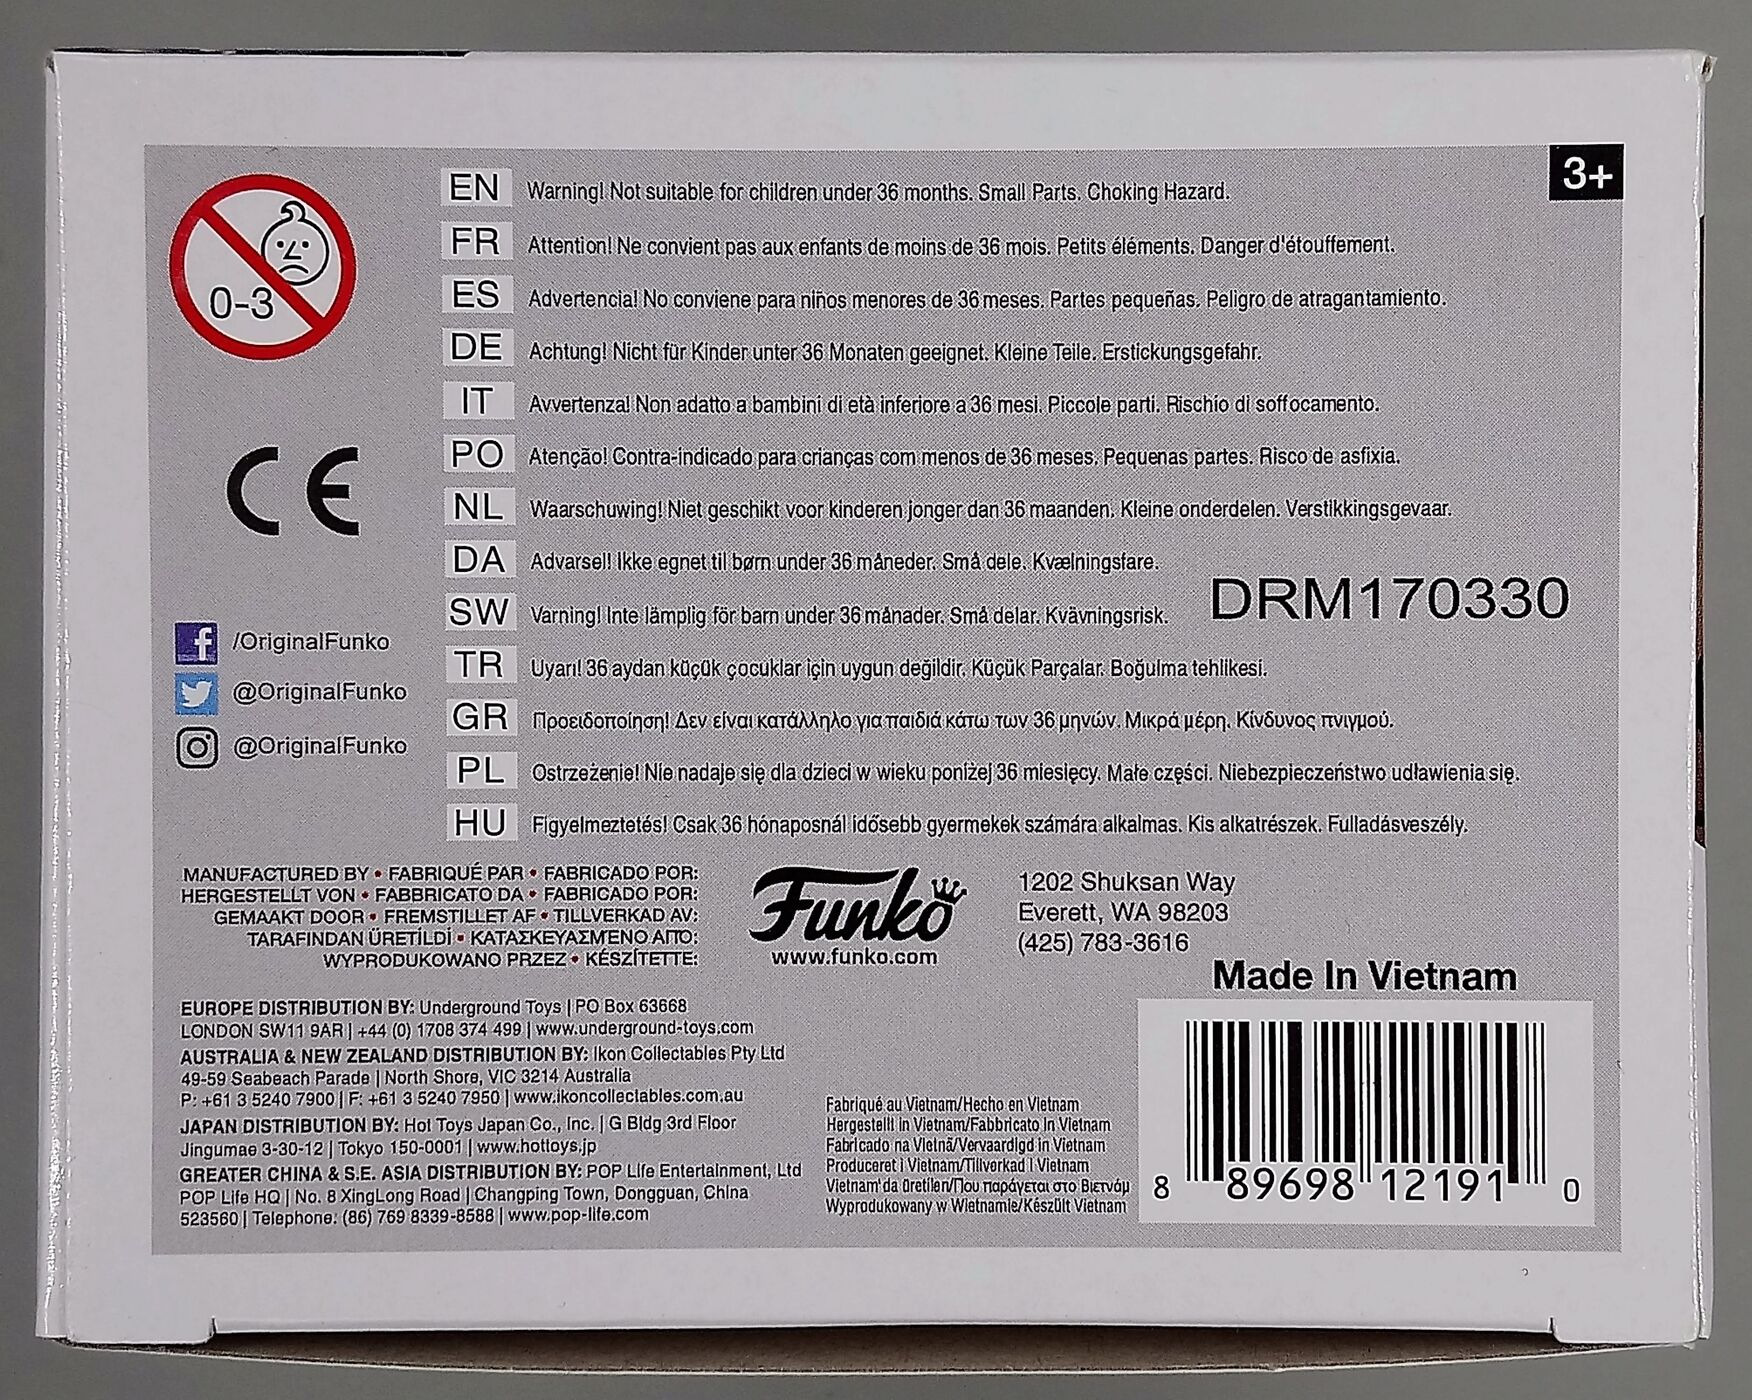 3+
0-3
EN Warning! Not suitable for children under 36 months. Small Parts. Choking Hazard.
FR Attention! Ne convient pas aux enfants de moins de 36 mois. Petits éléments. Danger d'étouffement.
ES Advertencia! No conviene para niños menores de 36 meses. Partes pequeñas. Peligro de atragantamiento.
DE Achtung! Nicht für Kinder unter 36 Monaten geeignet. Kleine Teile. Erstickungsgefahr.
IT Avvertenza! Non adatto a bambini di età inferiore a 36 mesi. Piccole parti. Rischio di soffocamento.
PO Atenção! Contra-indicado para crianças com menos de 36 meses. Pequenas partes. Risco de asfixia.
NL Waarschuwing! Niet geschikt voor kinderen jonger dan 36 maanden. Kleine onderdelen. Verstikkingsgevaar.
DA Advarsel! Ikke egnet til børn under 36 måneder. Små dele. Kvælningsfare.
SW Varning! Inte lämplig för barn under 36 månader. Små delar. Kvävningsrisk.
TR Uyarı! 36 aydan küçük çocuklar için uygun değildir. Küçük Parçalar. Boğulma tehlikesi.
GR Προειδοποίηση! Δεν είναι κατάλληλο για παιδιά κάτω των 36 μηνών. Μικρά μέρη. Κίνδυνος πνιγμού.
PL Ostrzeżenie! Nie nadaje się dla dzieci w wieku poniżej 36 miesięcy. Małe części. Niebezpieczeństwo udławienia się.
HU Figyelmeztetés! Csak 36 hónaposnál idősebb gyermekek számára alkalmas. Kis alkatrészek. Fulladásveszély.
DRM170330
CE
/OriginalFunko
@OriginalFunko
@OriginalFunko
MANUFACTURED BY • FABRIQUÉ PAR • FABRICADO POR:
HERGESTELLT VON • FABBRICATO DA • FABRICADO POR:
GEMAAKT DOOR • FREMSTILLET AF • TILLVERKAD AV:
TARAFINDAN ÜRETİLDİ • ΚΑΤΑΣΚΕΥΑΣΜΈΝΟ ΑΠΌ:
WYPRODUKOWANO PRZEZ • KÉSZÍTETTE:
Funko
www.funko.com
1202 Shuksan Way
Everett, WA 98203
(425) 783-3616
EUROPE DISTRIBUTION BY: Underground Toys | PO Box 63668
LONDON SW11 9AR | +44 (0) 1708 374 499 | www.underground-toys.com
AUSTRALIA & NEW ZEALAND DISTRIBUTION BY: Ikon Collectables Pty Ltd
49-59 Seabeach Parade | North Shore, VIC 3214 Australia
P: +61 3 5240 7900 | F: +61 3 5240 7950 | www.ikoncollectables.com.au
JAPAN DISTRIBUTION BY: Hot Toys Japan Co., Inc. | G Bldg 3rd Floor
Jingumae 3-30-12 | Tokyo 150-0001 | www.hottoys.jp
GREATER CHINA & S.E. ASIA DISTRIBUTION BY: POP Life Entertainment, Ltd
POP Life HQ | No. 8 XingLong Road | Changping Town, Dongguan, China
523560 | Telephone: (86) 769 8339-8588 | www.pop-life.com
Fabriqué au Vietnam/Hecho en Vietnam
Hergestellt in Vietnam/Fabbricato in Vietnam
Fabricado na Vietnã/Vervaardigd in Vietnam
Produceret i Vietnam/Tillverkad i Vietnam
Vietnam'da üretilen/Που παράγεται στο Βιετνάμ
Wyprodukowany w Wietnamie/Készült Vietnam
Made In Vietnam
8 89698 12191 0